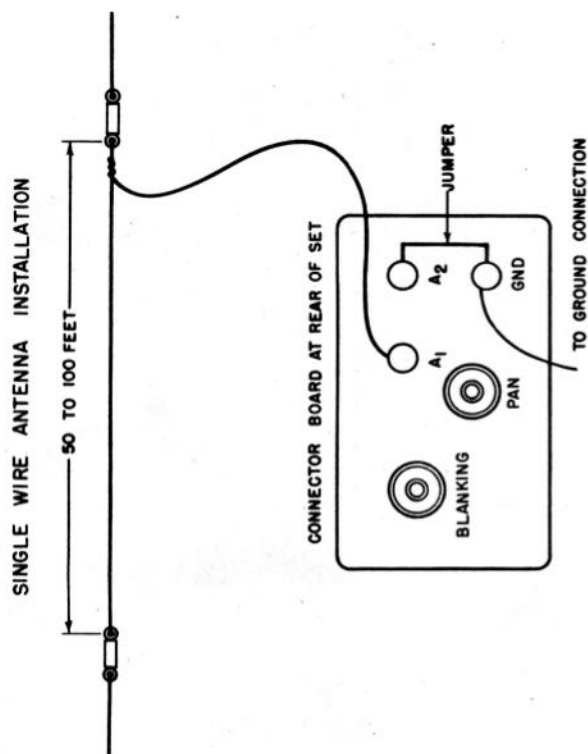 SINGLE WIRE ANTENNA INSTALLATION
50 TO 100 FEET
CONNECTOR BOARD AT REAR OF SET
BLANKING
PAN
A1
A2
GND
JUMPER
TO GROUND CONNECTION